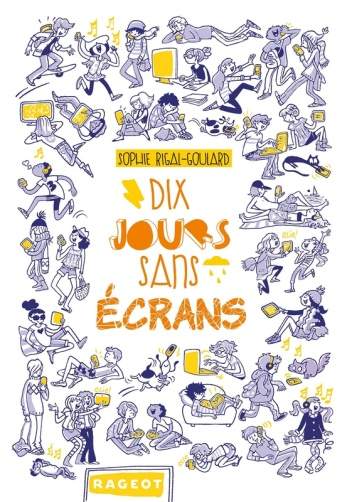 SOPHIE RIGAL-GOULARD
DIX
JOURS
SANS
ÉCRANS
RAGEOT